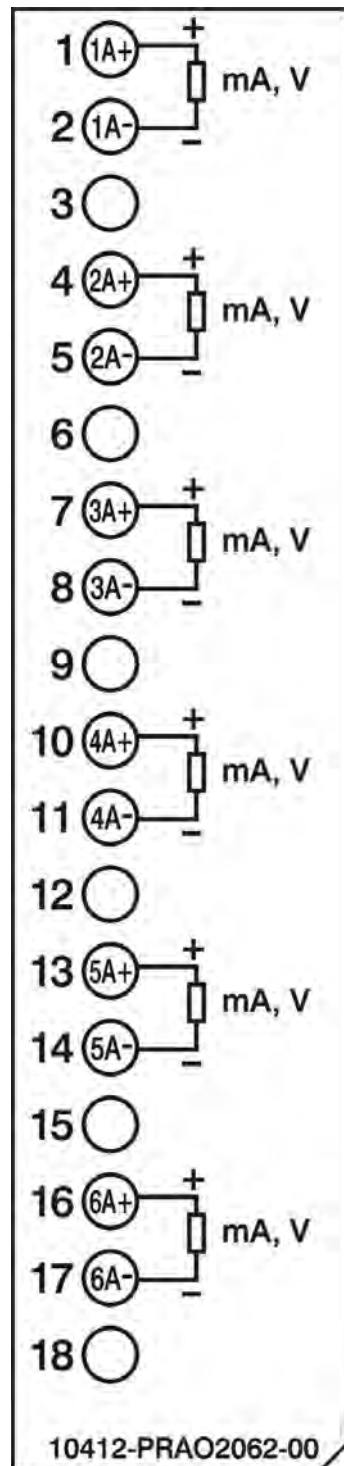 1 1A+ + mA, V
2 1A- -
3
4 2A+ + mA, V
5 2A- -
6
7 3A+ + mA, V
8 3A- -
9
10 4A+ + mA, V
11 4A- -
12
13 5A+ + mA, V
14 5A- -
15
16 6A+ + mA, V
17 6A- -
18
10412-PRAO2062-00